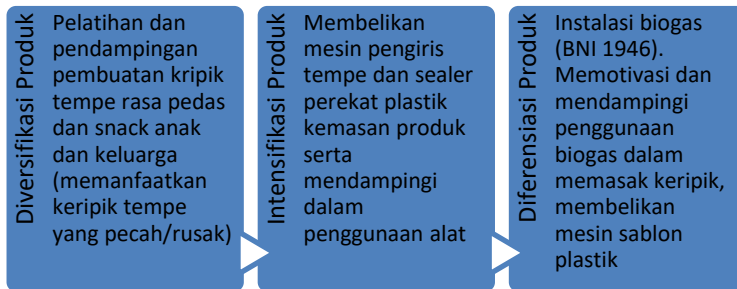 Diversifikasi Produk
Pelatihan dan
pendampingan
pembuatan kripik
tempe rasa pedas
dan snack anak
dan keluarga
(memanfaatkan
keripik tempe
yang pecah/rusak)
Intensifikasi Produk
Membelikan
mesin pengiris
tempe dan sealer
perekat plastik
kemasan produk
serta
mendampingi
dalam
penggunaan alat
Diferensiasi Produk
Instalasi biogas
(BNI 1946).
Memotivasi dan
mendampingi
penggunaan
biogas dalam
memasak keripik,
membelikan
mesin sablon
plastik